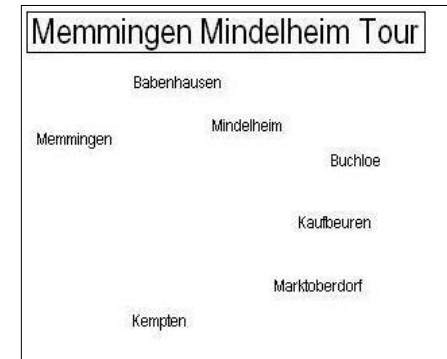 Memmingen Mindelheim Tour
Babenhausen
Mindelheim
Memmingen
Buchloe
Kaufbeuren
Marktoberdorf
Kempten